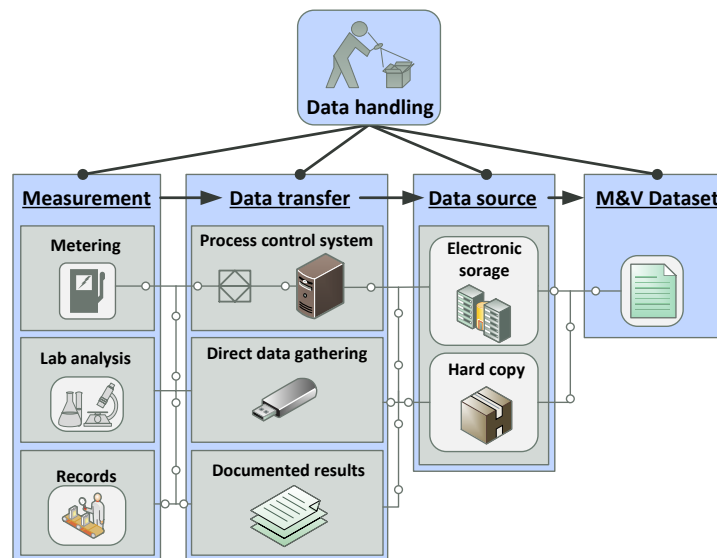 Data handling
Measurement
Data transfer
Data source
M&V Dataset
Metering
Process control system
Electronic
sorage
Lab analysis
Direct data gathering
Hard copy
Records
Documented results